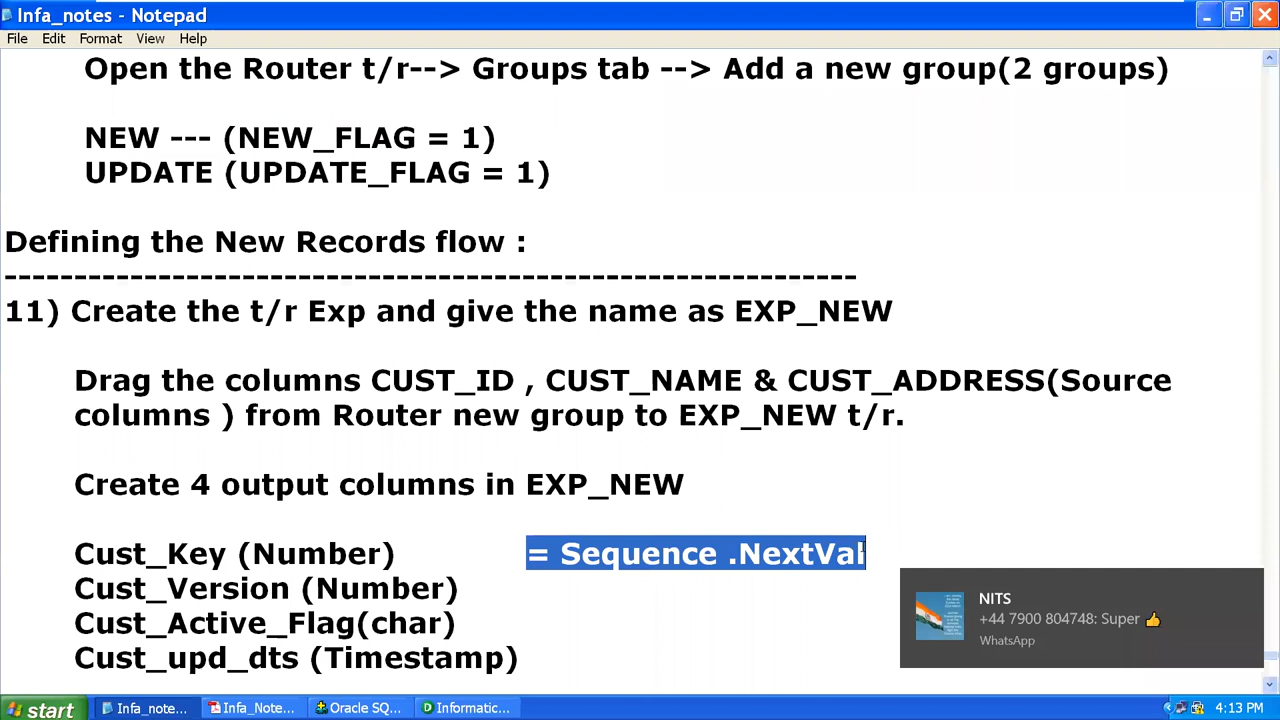 Infa_notes - Notepad
File Edit Format View Help
Open the Router t/r--> Groups tab --> Add a new group(2 groups)
NEW --- (NEW_FLAG = 1)
UPDATE (UPDATE_FLAG = 1)
Defining the New Records flow :
-------------------------------------------------------------
11) Create the t/r Exp and give the name as EXP_NEW
Drag the columns CUST_ID , CUST_NAME & CUST_ADDRESS(Source
columns ) from Router new group to EXP_NEW t/r.
Create 4 output columns in EXP_NEW
Cust_Key (Number) = Sequence .NextVal
Cust_Version (Number)
Cust_Active_Flag(char)
Cust_upd_dts (Timestamp)
NITS
+44 7900 804748: Super 👍
WhatsApp
start Infa_note... Infa_Note... Oracle SQ... Informatic... 4:13 PM